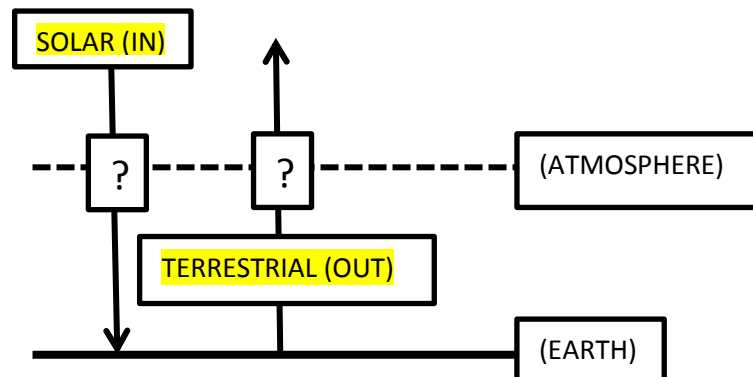 SOLAR (IN)
?
?
(ATMOSPHERE)
TERRESTRIAL (OUT)
(EARTH)